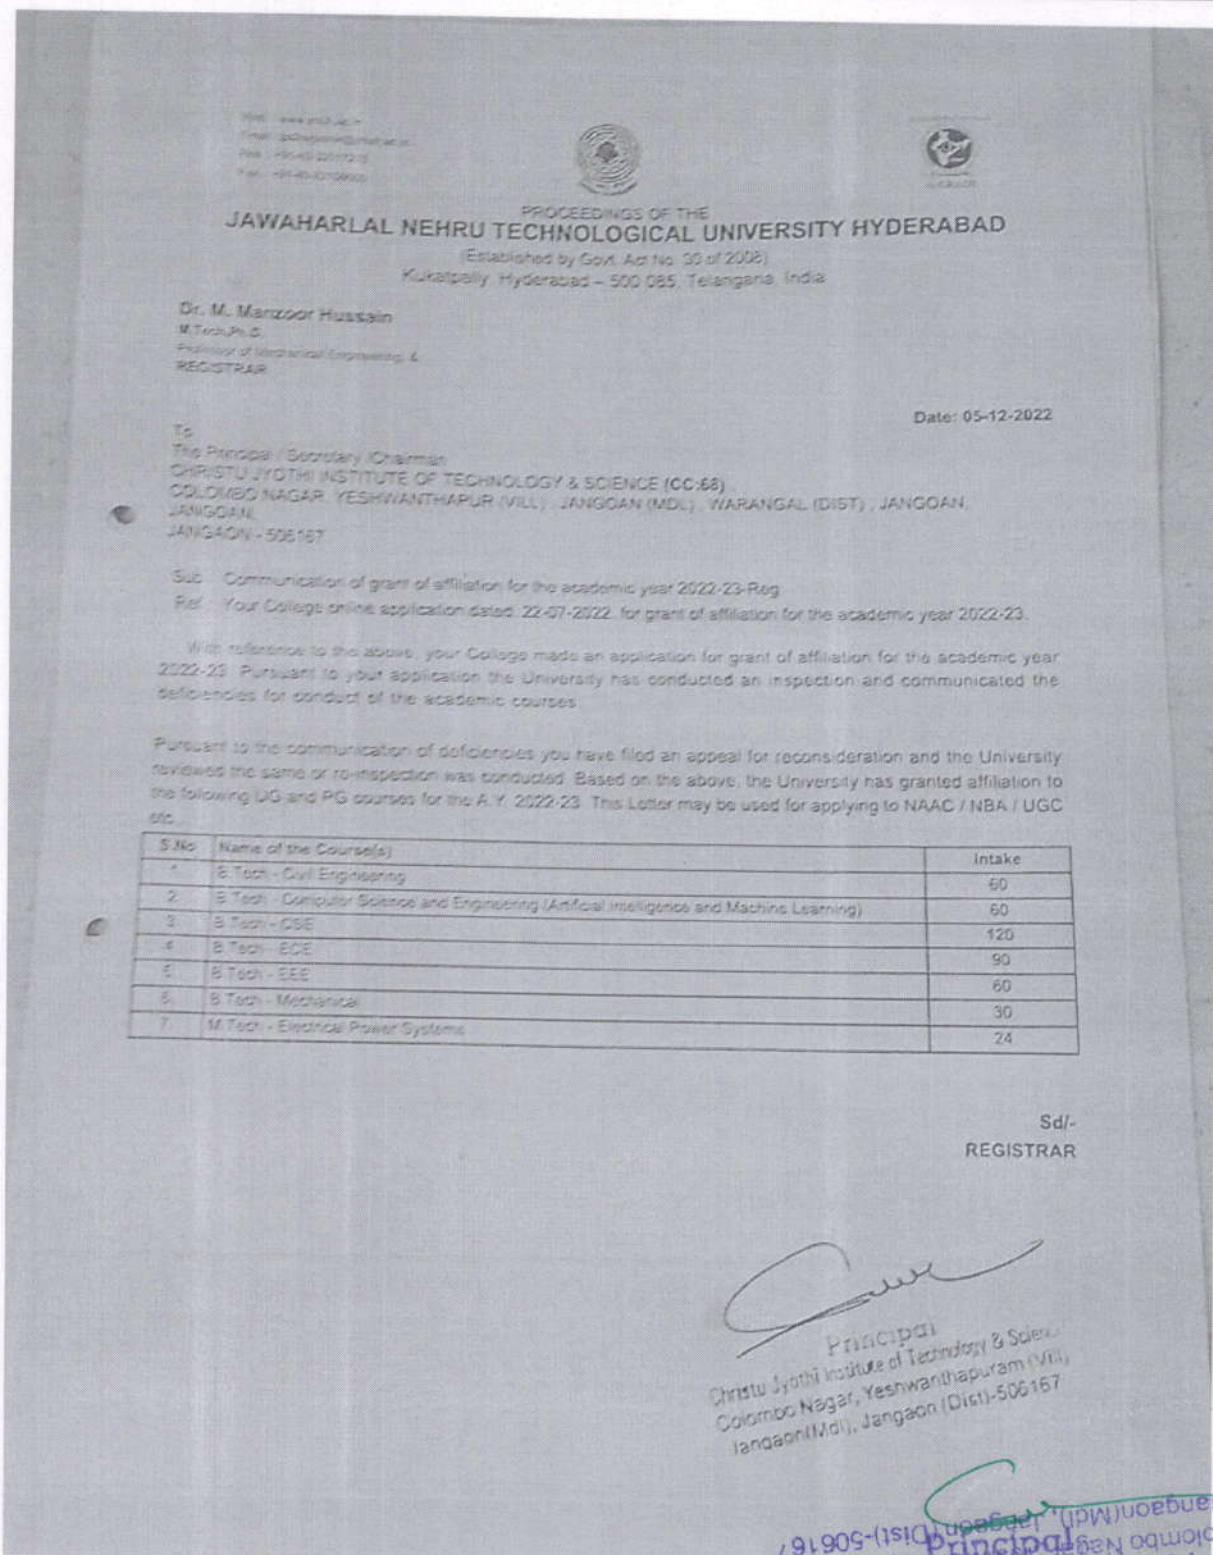 PROCEEDINGS OF THE
JAWAHARLAL NEHRU TECHNOLOGICAL UNIVERSITY HYDERABAD
(Established by Govt. Act No. 30 of 2008)
Kukatpally, Hyderabad – 500 085, Telangana, India
Dr. M. Manzoor Hussain
M.Tech.Ph.D.
Professor of Mechanical Engineering, &
REGISTRAR
Date: 05-12-2022
To
The Principal / Secretary /Chairman
CHRISTU JYOTHI INSTITUTE OF TECHNOLOGY & SCIENCE (CC:68)
COLOMBO NAGAR, YESHWANTHAPUR (VILL) , JANGOAN (MDL) , WARANGAL (DIST) , JANGOAN,
JANGOAN,
JANGAON - 506167
Sub Communication of grant of affiliation for the academic year 2022-23-Reg
Ref Your College online application dated: 22-07-2022, for grant of affiliation for the academic year 2022-23.
With reference to the above, your College made an application for grant of affiliation for the academic year
2022-23. Pursuant to your application the University has conducted an inspection and communicated the
deficiencies for conduct of the academic courses.
Pursuant to the communication of deficiencies you have filed an appeal for reconsideration and the University
reviewed the same or re-inspection was conducted. Based on the above, the University has granted affiliation to
the following UG and PG courses for the A.Y. 2022-23. This Letter may be used for applying to NAAC / NBA / UGC
etc.
S.No Name of the Course(s) Intake
1. B.Tech - Civil Engineering 60
2. B.Tech - Computer Science and Engineering (Artificial Intelligence and Machine Learning) 60
3. B.Tech - CSE 120
4. B.Tech - ECE 90
5. B.Tech - EEE 60
6. B.Tech - Mechanical 30
7. M.Tech - Electrical Power Systems 24
Sd/-
REGISTRAR
Principal
Christu Jyothi Institute of Technology & Scienc
Colombo Nagar, Yeshwanthapuram (Vill),
Jangaon(Mdl), Jangaon (Dist)-506167
Principal
angaon(Mdl), Jangaon (Dist)-50616
olombo Nagar